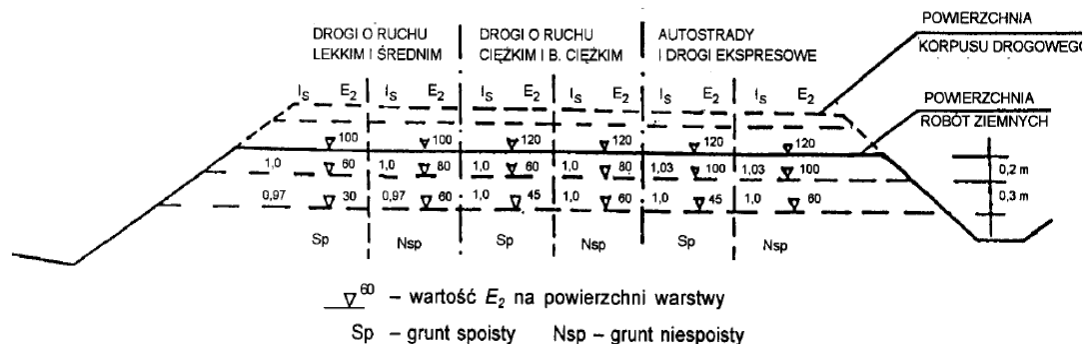 DROGI O RUCHU
LEKKIM I ŚREDNIM
DROGI O RUCHU
CIĘŻKIM I B. CIĘŻKIM
AUTOSTRADY
I DROGI EKSPRESOWE
POWIERZCHNIA
KORPUSU DROGOWEGO
POWIERZCHNIA
ROBÓT ZIEMNYCH
IS E2 IS E2 IS E2 IS E2 IS E2 IS E2
100 100 120 120 120 120
1,0 60 1,0 80 1,0 60 1,0 80 1,03 100 1,03 100 0,2 m
0,97 30 0,97 60 1,0 45 1,0 60 1,0 45 1,0 60 0,3 m
Sp Nsp Sp Nsp Sp Nsp
60 – wartość E2 na powierzchni warstwy
Sp – grunt spoisty Nsp – grunt niespoisty